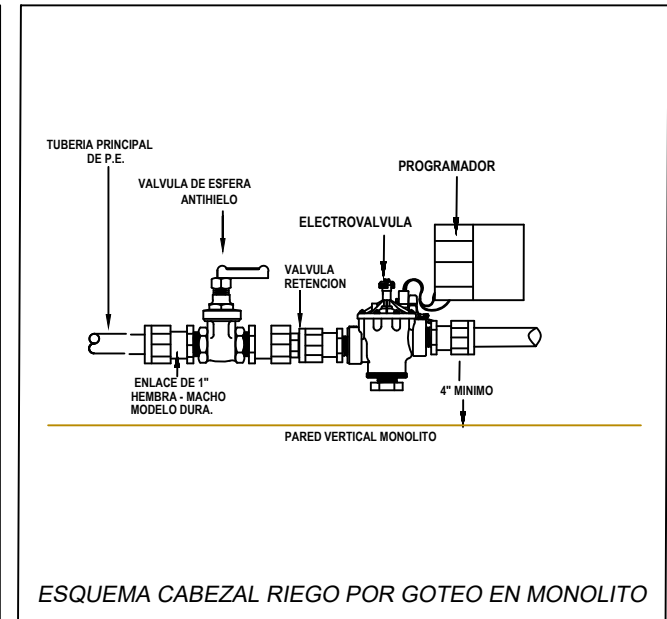 TUBERIA PRINCIPAL
DE P.E.
VALVULA DE ESFERA
ANTIHIELO
PROGRAMADOR
ELECTROVALVULA
VALVULA
RETENCION
ENLACE DE 1"
HEMBRA - MACHO
MODELO DURA.
4" MINIMO
PARED VERTICAL MONOLITO
ESQUEMA CABEZAL RIEGO POR GOTEO EN MONOLITO